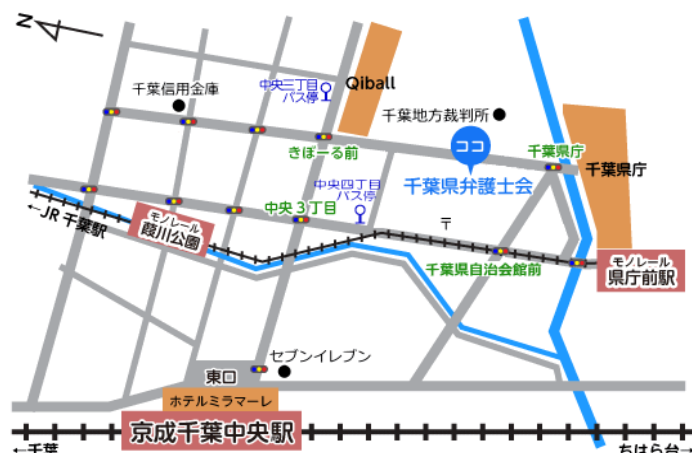 N
千葉信用金庫
中央三丁目
バス停
Qiball
千葉地方裁判所
ココ
千葉県庁
千葉県庁
きぼーる前
千葉県弁護士会
中央四丁目
バス停
中央3丁目
〒
モノレール
葭川公園
←JR 千葉駅
千葉県自治会館前
モノレール
県庁前駅
セブンイレブン
東口
ホテルミラマーレ
京成千葉中央駅
←千葉
ちはら台→